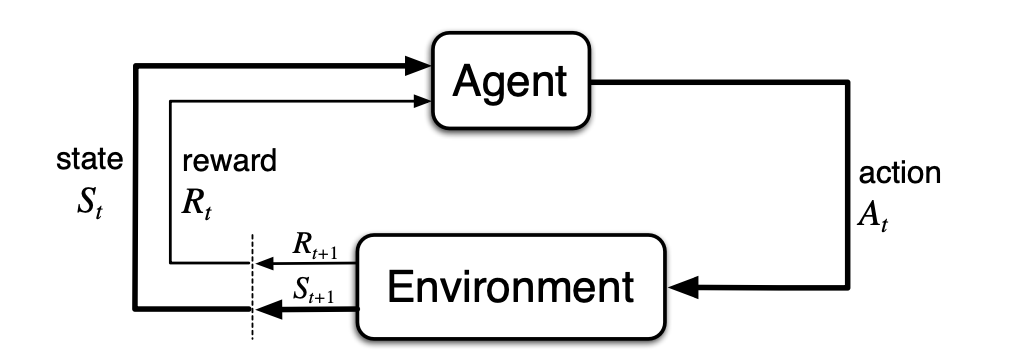 Agent
state
S_t
reward
R_t
action
A_t
R_{t+1}
S_{t+1}
Environment